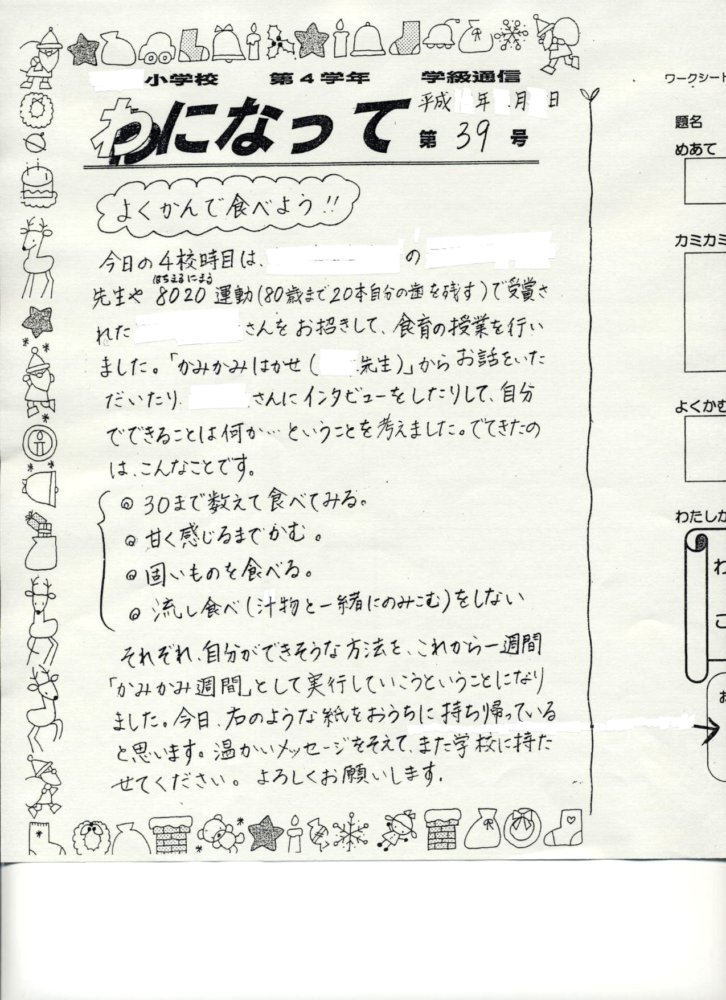 小学校 第4学年 学級通信
わになって
平成 年 月 日
第39号
よくかんで食べよう!!
今日の4校時目は、 の
先生や 8020 運動(80歳まで20本自分の歯を残す)で受賞さ
はちまるにまる
れた さんをお招きして、食育の授業を行い
ました。「かみかみはかせ( 先生)」からお話をいた
だいたり、 さんにインタビューをしたりして、自分
でできることは何か…ということを考えました。でてきたの
は、こんなことです。
◎ 30まで数えて食べてみる。
◎ 甘く感じるまでかむ。
◎ 固いものを食べる。
◎ 流し食べ(汁物と一緒にのみこむ)をしない
それぞれ、自分ができそうな方法を、これから一週間
「かみかみ週間」として実行していこうということになり
ました。今日、右のような紙をおうちに持ち帰っている
と思います。温かいメッセージをそえて、また学校に持た
せてください。よろしくお願いします。
ワークシート
題名
めあて
カミカミ
よくかむ
わたしが
わ
こ
お